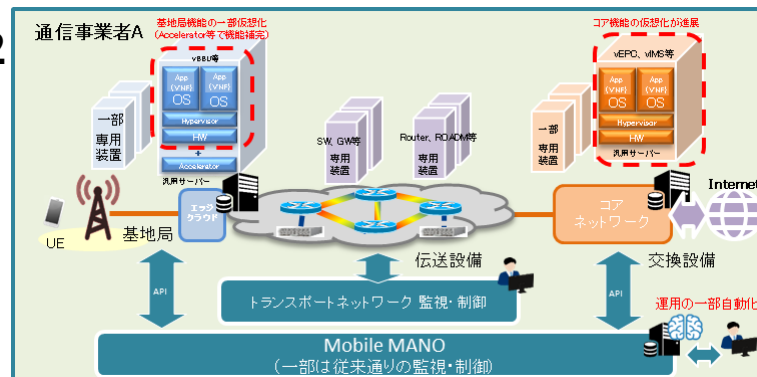 2
通信事業者A
基地局機能の一部仮想化
(Accelerator等で機能補完)
vBBU等
App
(VNF)
OS
App
(VNF)
OS
Hypervisor
HW
+
Accelerator
汎用サーバー
一部
専用
装置
SW, GW等
専用
装置
Router, ROADM等
専用
装置
コア機能の仮想化が進展
vEPC、vIMS等
App
(VNF)
OS
App
(VNF)
OS
Hypervisor
HW
汎用サーバー
一部
専用
装置
UE
基地局
エッジ
クラウド
コア
ネットワーク
Internet
伝送設備
交換設備
API
トランスポートネットワーク 監視・制御
API
運用の一部自動化
Mobile MANO
(一部は従来通りの監視・制御)